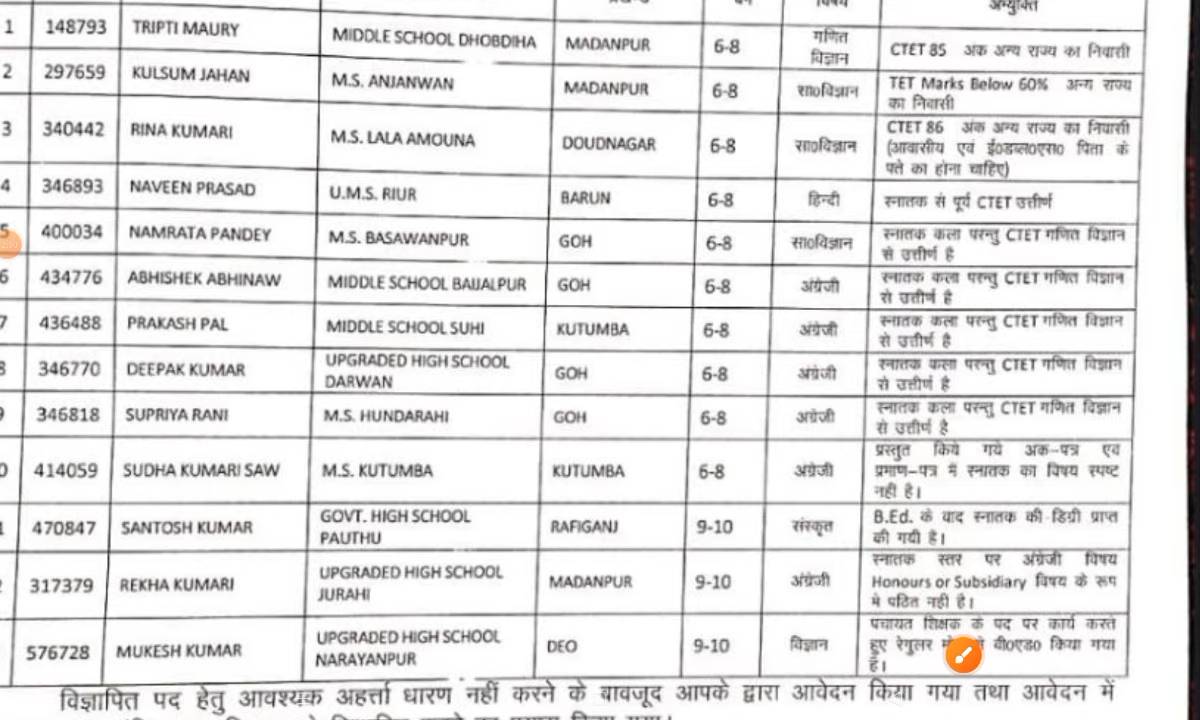 वर्ग विषय अभ्युक्ति
1 148793 TRIPTI MAURY MIDDLE SCHOOL DHOBDIHA MADANPUR 6-8 गणित विज्ञान CTET 85 अंक अन्य राज्य का निवासी
2 297659 KULSUM JAHAN M.S. ANJANWAN MADANPUR 6-8 सा0विज्ञान TET Marks Below 60% अन्य राज्य का निवासी
3 340442 RINA KUMARI M.S. LALA AMOUNA DOUDNAGAR 6-8 सा0विज्ञान CTET 86 अंक अन्य राज्य का निवासी (आवासीय एवं ई0डब्ल0एस0 पिता के पते का होना चाहिए)
4 346893 NAVEEN PRASAD U.M.S. RIUR BARUN 6-8 हिन्दी स्नातक से पूर्व CTET उत्तीर्ण
5 400034 NAMRATA PANDEY M.S. BASAWANPUR GOH 6-8 सा0विज्ञान स्नातक कला परन्तु CTET गणित विज्ञान से उत्तीर्ण है
6 434776 ABHISHEK ABHINAW MIDDLE SCHOOL BAIJALPUR GOH 6-8 अंग्रेजी स्नातक कला परन्तु CTET गणित विज्ञान से उत्तीर्ण है
7 436488 PRAKASH PAL MIDDLE SCHOOL SUHI KUTUMBA 6-8 अंग्रेजी स्नातक कला परन्तु CTET गणित विज्ञान से उत्तीर्ण है
8 346770 DEEPAK KUMAR UPGRADED HIGH SCHOOL DARWAN GOH 6-8 अंग्रेजी स्नातक कला परन्तु CTET गणित विज्ञान से उत्तीर्ण है
9 346818 SUPRIYA RANI M.S. HUNDARAHI GOH 6-8 अंग्रेजी स्नातक कला परन्तु CTET गणित विज्ञान से उत्तीर्ण है
0 414059 SUDHA KUMARI SAW M.S. KUTUMBA KUTUMBA 6-8 अंग्रेजी प्रस्तुत किये गये अंक-पत्र एवं प्रमाण-पत्र में स्नातक का विषय स्पष्ट नहीं है।
1 470847 SANTOSH KUMAR GOVT. HIGH SCHOOL PAUTHU RAFIGANJ 9-10 संस्कृत B.Ed. के बाद स्नातक की डिग्री प्राप्त की गयी है।
2 317379 REKHA KUMARI UPGRADED HIGH SCHOOL JURAHI MADANPUR 9-10 अंग्रेजी स्नातक स्तर पर अंग्रेजी विषय Honours or Subsidiary विषय के रूप मे पठित नही है।
576728 MUKESH KUMAR UPGRADED HIGH SCHOOL NARAYANPUR DEO 9-10 विज्ञान पंचायत शिक्षक के पद पर कार्य करते हुए रेगुलर बी0एड0 किया गया है।
विज्ञापित पद हेतु आवश्यक अहर्त्ता धारण नहीं करने के बावजूद आपके द्वारा आवेदन किया गया तथा आवेदन में